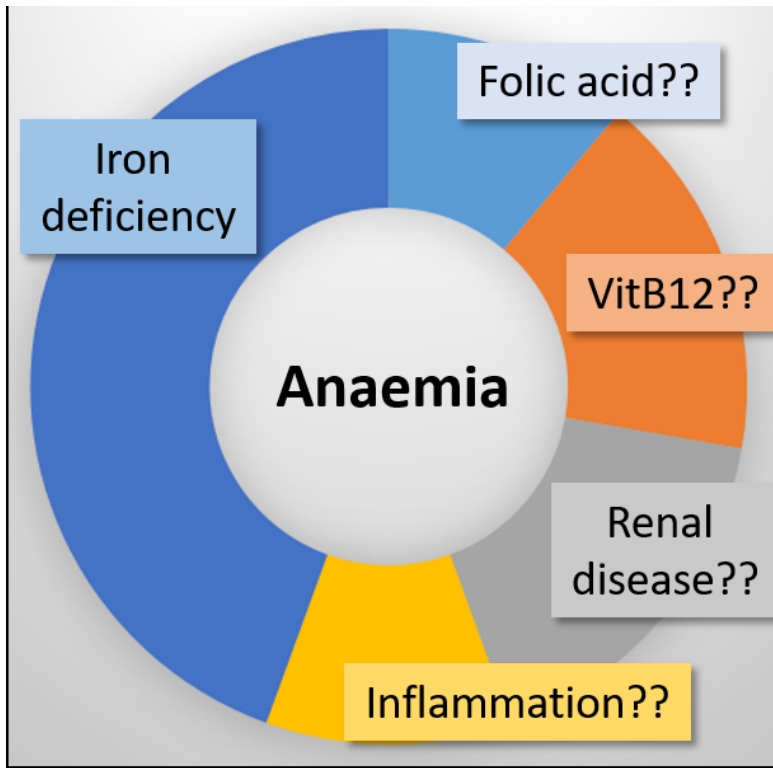 Folic acid??
Iron
deficiency
VitB12??
Anaemia
Renal
disease??
Inflammation??